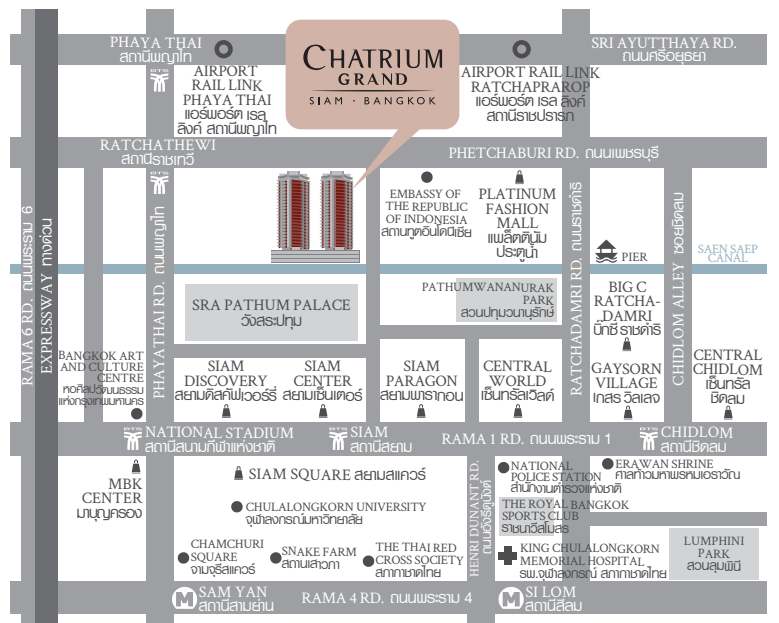 PHAYA THAI
สถานีพญาไท
AIRPORT
RAIL LINK
PHAYA THAI
แอร์พอร์ต เรล
ลิงค์ สถานีพญาไท
CHATRIUM
GRAND
SIAM · BANGKOK
AIRPORT RAIL LINK
RATCHAPRAROP
แอร์พอร์ต เรล ลิงค์
สถานีราชปรารภ
SRI AYUTTHAYA RD.
ถนนศรีอยุธยา
RATCHATHEWI
สถานีราชเทวี
PHETCHABURI RD. ถนนเพชรบุรี
RAMA 6 RD. ถนนพระราม 6
EXPRESSWAY ทางด่วน
PHAYATHAI RD. ถนนพญาไท
EMBASSY OF
THE REPUBLIC
OF INDONESIA
สถานทูตอินโดนีเซีย
PLATINUM
FASHION
MALL
แพล็ตตินัม
ประตูน้ำ
RATCHADAMRI RD. ถนนราชดำริ
PIER
CHIDLOM ALLEY ซอยชิดลม
SAEN SAEP
CANAL
SRA PATHUM PALACE
วังสระปทุม
PATHUMWANANURAK
PARK
สวนปทุมวนานุรักษ์
BIG C
RATCHA-
DAMRI
บิ๊กซี ราชดำริ
BANGKOK ART
AND CULTURE
CENTRE
หอศิลปวัฒนธรรม
แห่งกรุงเทพมหานคร
SIAM
DISCOVERY
สยามดิสคัฟเวอร์รี่
SIAM
CENTER
สยามเซ็นเตอร์
SIAM
PARAGON
สยามพารากอน
CENTRAL
WORLD
เซ็นทรัลเวิลด์
GAYSORN
VILLAGE
เกสร วิลเลจ
CENTRAL
CHIDLOM
เซ็นทรัล
ชิดลม
BTS NATIONAL STADIUM
สถานีสนามกีฬาแห่งชาติ
BTS SIAM
สถานีสยาม
RAMA 1 RD. ถนนพระราม 1
BTS CHIDLOM
สถานีชิดลม
MBK
CENTER
มาบุญครอง
SIAM SQUARE สยามสแควร์
CHULALONGKORN UNIVERSITY
จุฬาลงกรณ์มหาวิทยาลัย
CHAMCHURI
SQUARE
จามจุรีสแควร์
SNAKE FARM
สถานเสาวภา
THE THAI RED
CROSS SOCIETY
สภากาชาดไทย
HENRI DUNANT RD.
ถนนอังรีดูนังต์
NATIONAL
POLICE STATION
สำนักงานตำรวจแห่งชาติ
ERAWAN SHRINE
ศาลท้าวมหาพรหมเอราวัณ
THE ROYAL BANGKOK
SPORTS CLUB
ราชนาวีสโมสร
KING CHULALONGKORN
MEMORIAL HOSPITAL
รพ.จุฬาลงกรณ์ สภากาชาดไทย
LUMPHINI
PARK
สวนลุมพินี
M SAM YAN
สถานีสามย่าน
RAMA 4 RD. ถนนพระราม 4
M SI LOM
สถานีสีลม